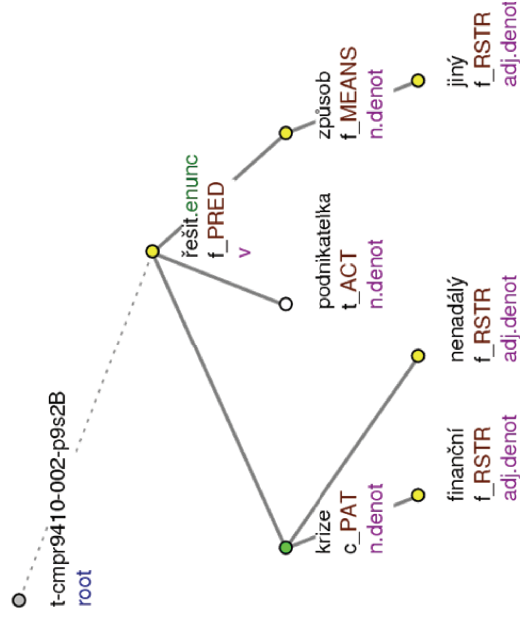 t-cmpr9410-002-p9s2B
root
řešit.enunc
f_PRED
v
krize
c_PAT
n.denot
podnikatelka
t_ACT
n.denot
způsob
f_MEANS
n.denot
finanční
f_RSTR
adj.denot
nenadálý
f_RSTR
adj.denot
jiný
f_RSTR
adj.denot